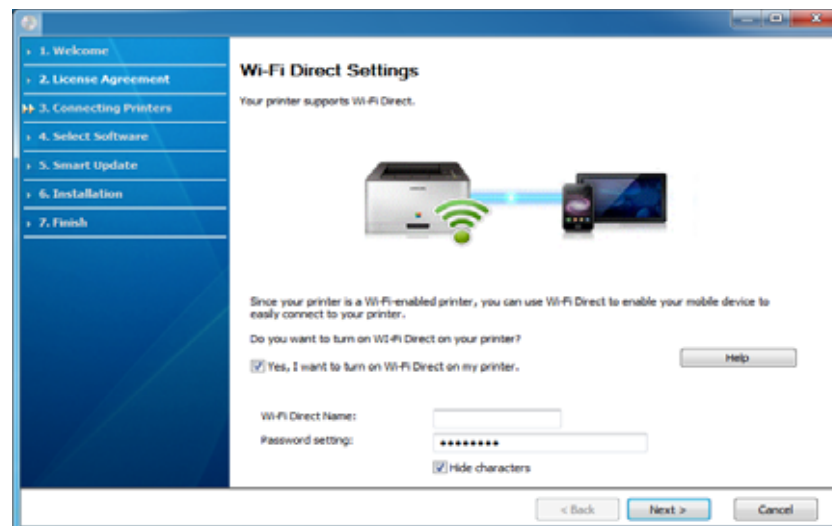 1. Welcome
2. License Agreement
3. Connecting Printers
4. Select Software
5. Smart Update
6. Installation
7. Finish
Wi-Fi Direct Settings
Your printer supports Wi-Fi Direct.
Since your printer is a Wi-Fi-enabled printer, you can use Wi-Fi Direct to enable your mobile device to
easily connect to your printer.
Do you want to turn on Wi-Fi Direct on your printer?
Yes, I want to turn on Wi-Fi Direct on my printer.
Help
Wi-Fi Direct Name:
Password setting:
Hide characters
< Back
Next >
Cancel